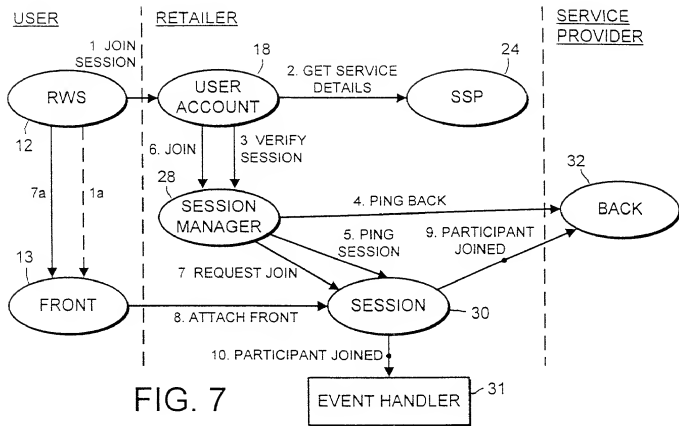 USER
RETAILER
SERVICE
PROVIDER
1 JOIN
SESSION
18
2. GET SERVICE
DETAILS
24
RWS
USER
ACCOUNT
SSP
12
6. JOIN
3 VERIFY
SESSION
32
7a
1a
28
SESSION
MANAGER
4. PING BACK
BACK
5. PING
SESSION
9. PARTICIPANT
JOINED
13
7 REQUEST JOIN
FRONT
SESSION
8. ATTACH FRONT
30
10. PARTICIPANT JOINED
FIG. 7
EVENT HANDLER
31